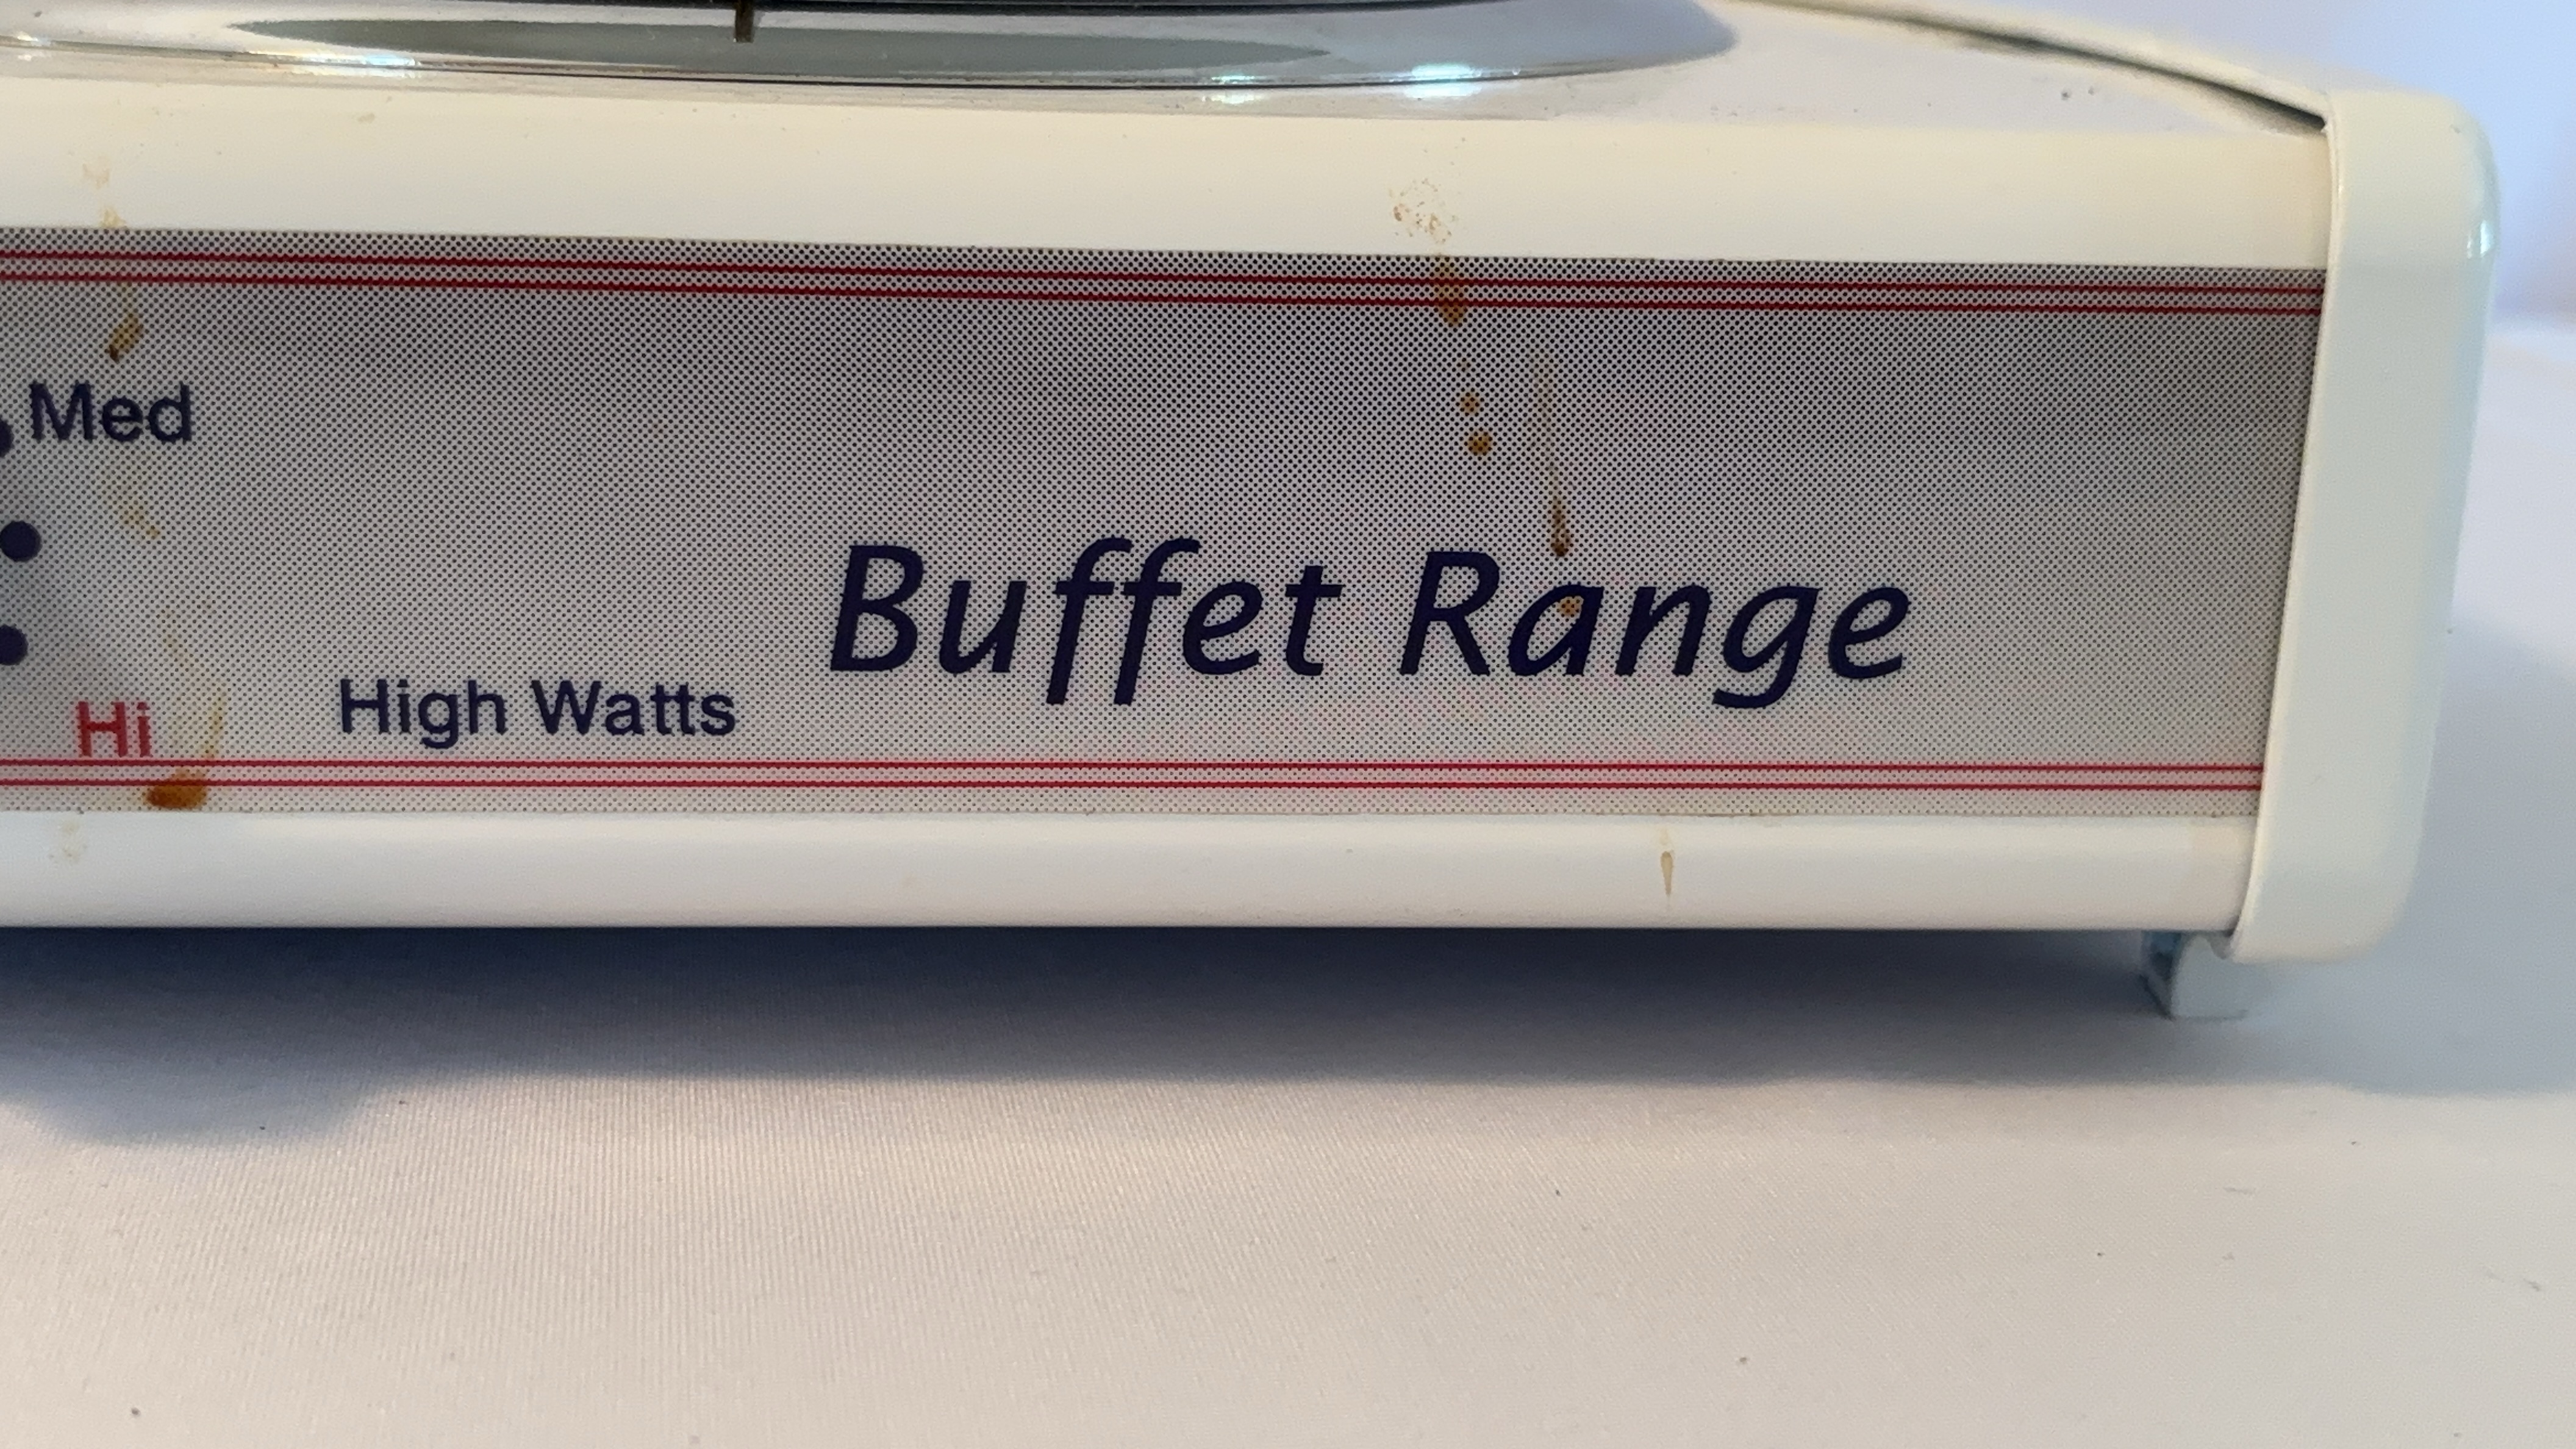 Med
Hi
High Watts
Buffet Range